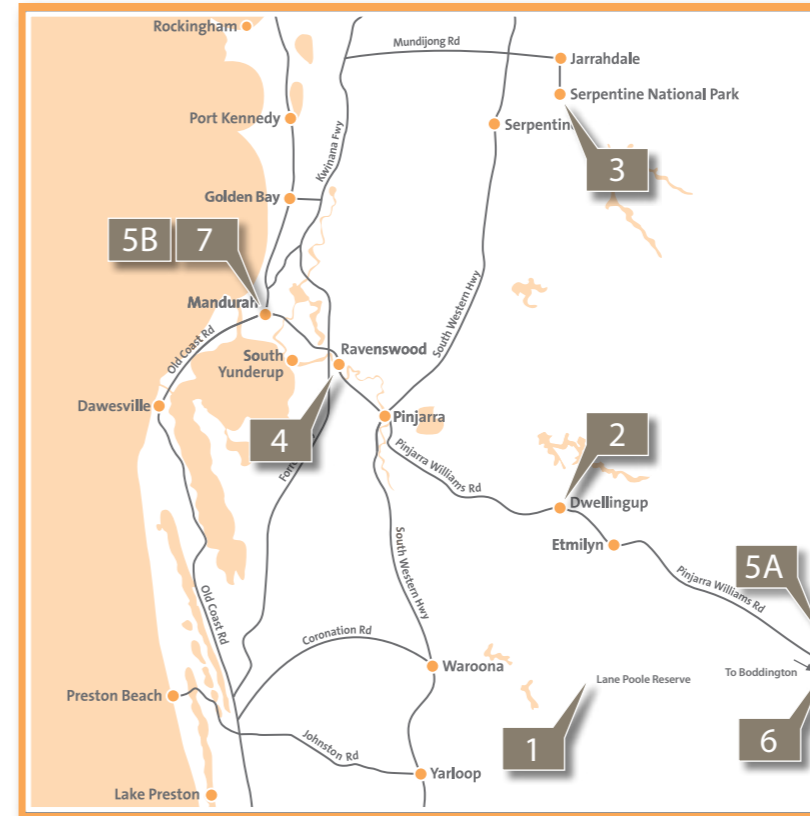 Rockingham
Mundijong Rd
Jarrahdale
Serpentine National Park
Port Kennedy
Serpentin
Kwinana Fwy
3
Golden Bay
5B
7
Mandurah
South Western Hwy
Old Coast Rd
Ravenswood
South
Yunderup
Dawesville
4
Pinjarra
2
Pinjarra Williams Rd
Dwellingup
Etmilyn
South Western Hwy
5A
Pinjarra Williams Rd
Old Coast Rd
Coronation Rd
Waroona
Lane Poole Reserve
To Boddington
Preston Beach
1
6
Johnston Rd
Yarloop
Lake Preston